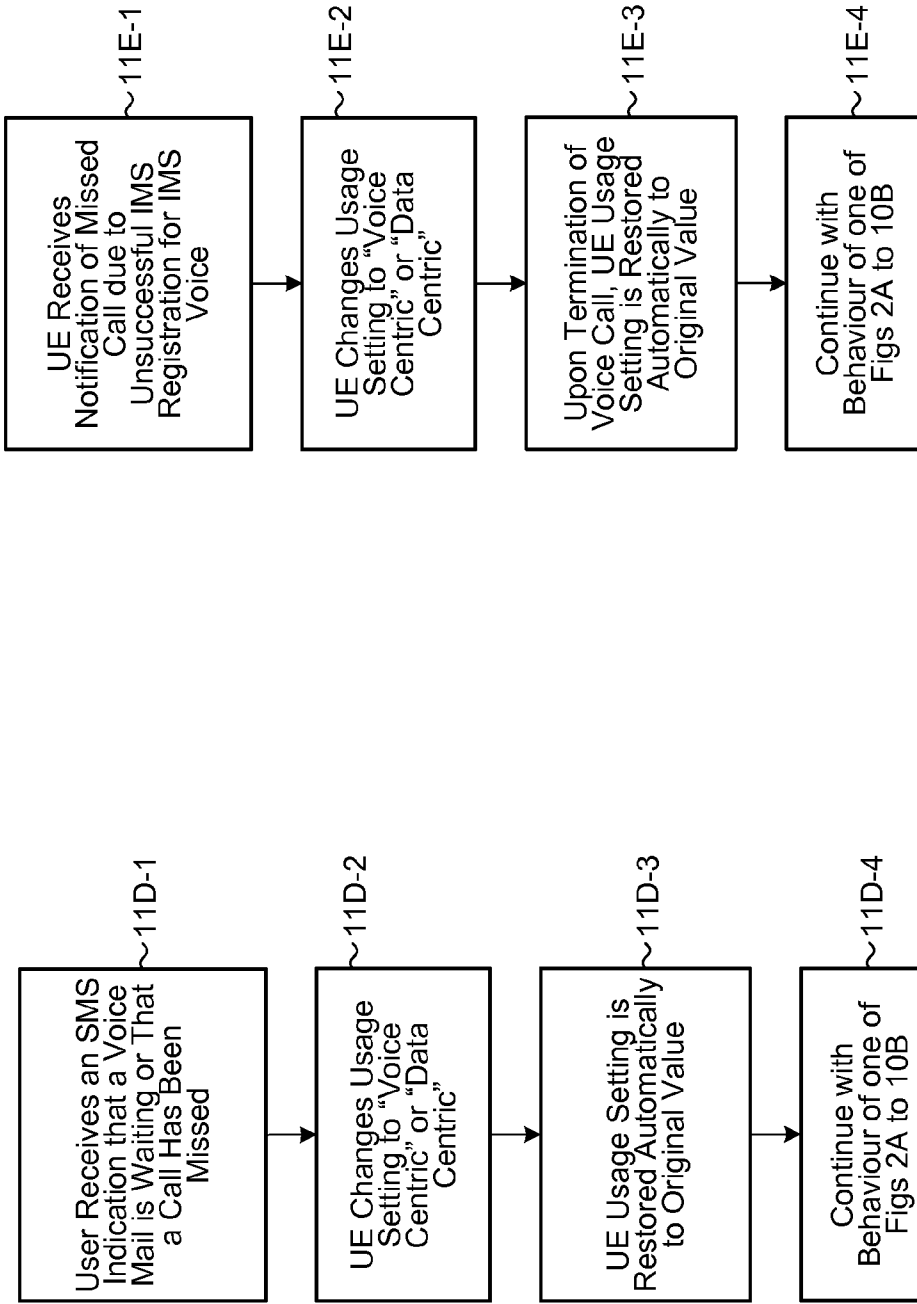 User Receives an SMS
Indication that a Voice
Mail is Waiting or That
a Call Has Been
Missed
11D-1
UE Changes Usage
Setting to “Voice
Centric” or “Data
Centric”
11D-2
UE Usage Setting is
Restored Automatically
to Original Value
11D-3
Continue with
Behaviour of one of
Figs 2A to 10B
11D-4
UE Receives
Notification of Missed
Call due to
Unsuccessful IMS
Registration for IMS
Voice
11E-1
UE Changes Usage
Setting to “Voice
Centric” or “Data
Centric”
11E-2
Upon Termination of
Voice Call, UE Usage
Setting is Restored
Automatically to
Original Value
11E-3
Continue with
Behaviour of one of
Figs 2A to 10B
11E-4